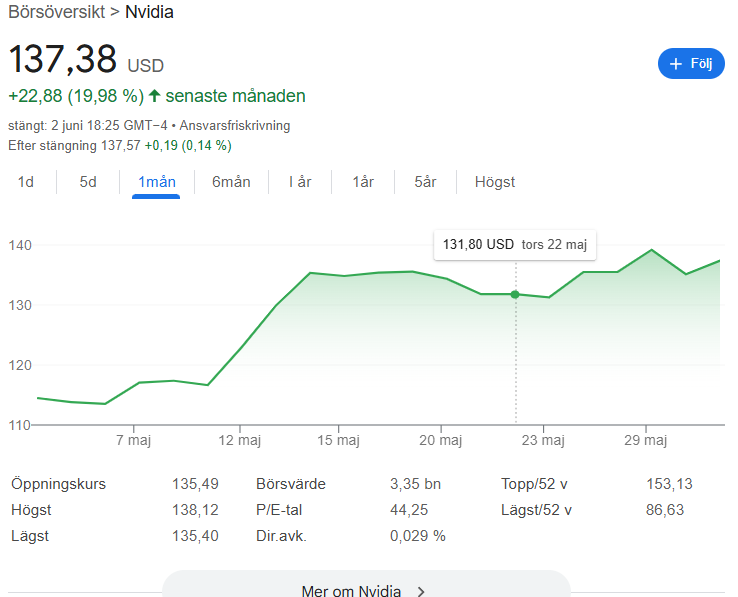 Börsöversikt > Nvidia
137,38 USD
+ Följ
+22,88 (19,98 %) ↑ senaste månaden
stängt: 2 juni 18:25 GMT−4 • Ansvarsfriskrivning
Efter stängning 137,57 +0,19 (0,14 %)
1d 5d 1mån 6mån I år 1år 5år Högst
131,80 USD tors 22 maj
140
130
120
110
7 maj 12 maj 15 maj 20 maj 23 maj 29 maj
Öppningskurs 135,49 Börsvärde 3,35 bn Topp/52 v 153,13
Högst 138,12 P/E-tal 44,25 Lägst/52 v 86,63
Lägst 135,40 Dir.avk. 0,029 %
Mer om Nvidia >